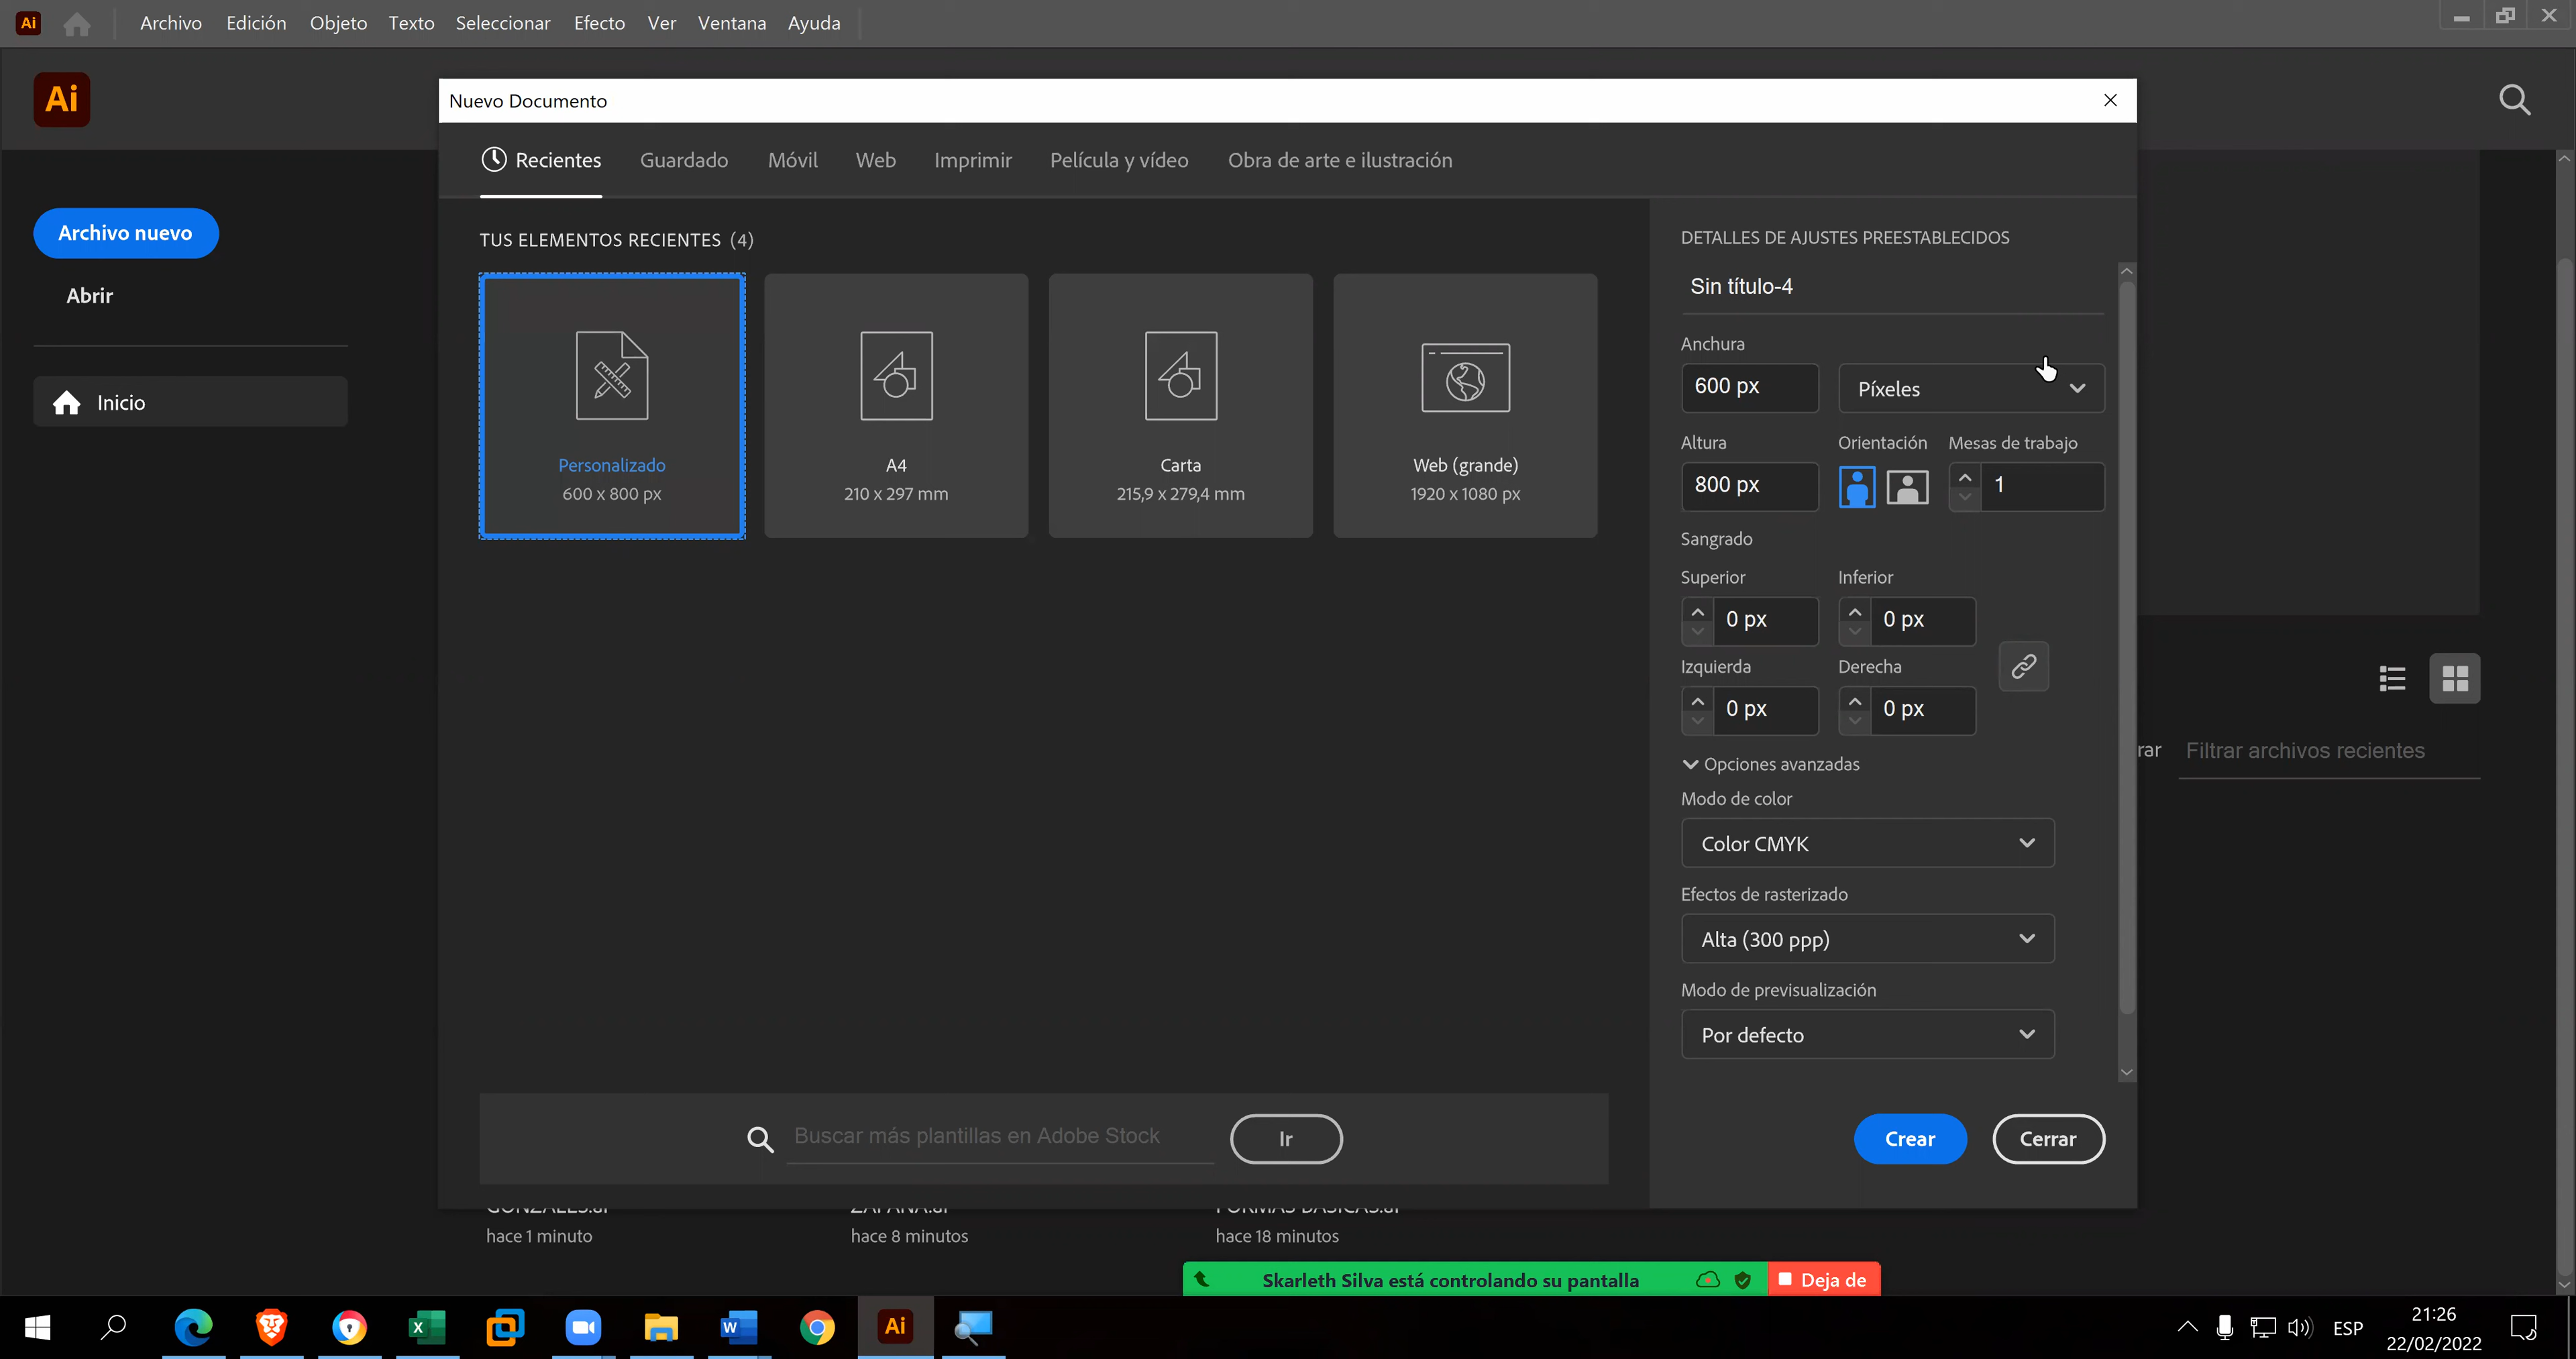 Ai Archivo Edición Objeto Texto Seleccionar Efecto Ver Ventana Ayuda
Ai
Nuevo Documento
Recientes Guardado Móvil Web Imprimir Película y vídeo Obra de arte e ilustración
Archivo nuevo
Abrir
Inicio
TUS ELEMENTOS RECIENTES (4)
Personalizado
600 x 800 px
A4
210 x 297 mm
Carta
215,9 x 279,4 mm
Web (grande)
1920 x 1080 px
DETALLES DE AJUSTES PREESTABLECIDOS
Sin título-4
Anchura
600 px Píxeles
Altura Orientación Mesas de trabajo
800 px 1
Sangrado
Superior Inferior
0 px 0 px
Izquierda Derecha
0 px 0 px
Opciones avanzadas
Modo de color
Color CMYK
Efectos de rasterizado
Alta (300 ppp)
Modo de previsualización
Por defecto
Crear Cerrar
rar Filtrar archivos recientes
Buscar más plantillas en Adobe Stock Ir
hace 1 minuto hace 8 minutos hace 18 minutos
Skarleth Silva está controlando su pantalla Deja de
Ai
ESP
21:26
22/02/2022